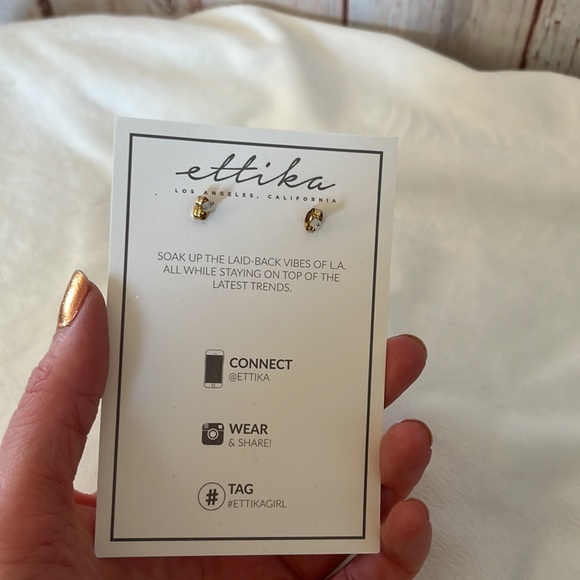 ettika
LOS ANGELES, CALIFORNIA
SOAK UP THE LAID-BACK VIBES OF L.A.
ALL WHILE STAYING ON TOP OF THE
LATEST TRENDS.
CONNECT
@ETTIKA
WEAR
& SHARE!
#
TAG
#ETTIKAGIRL